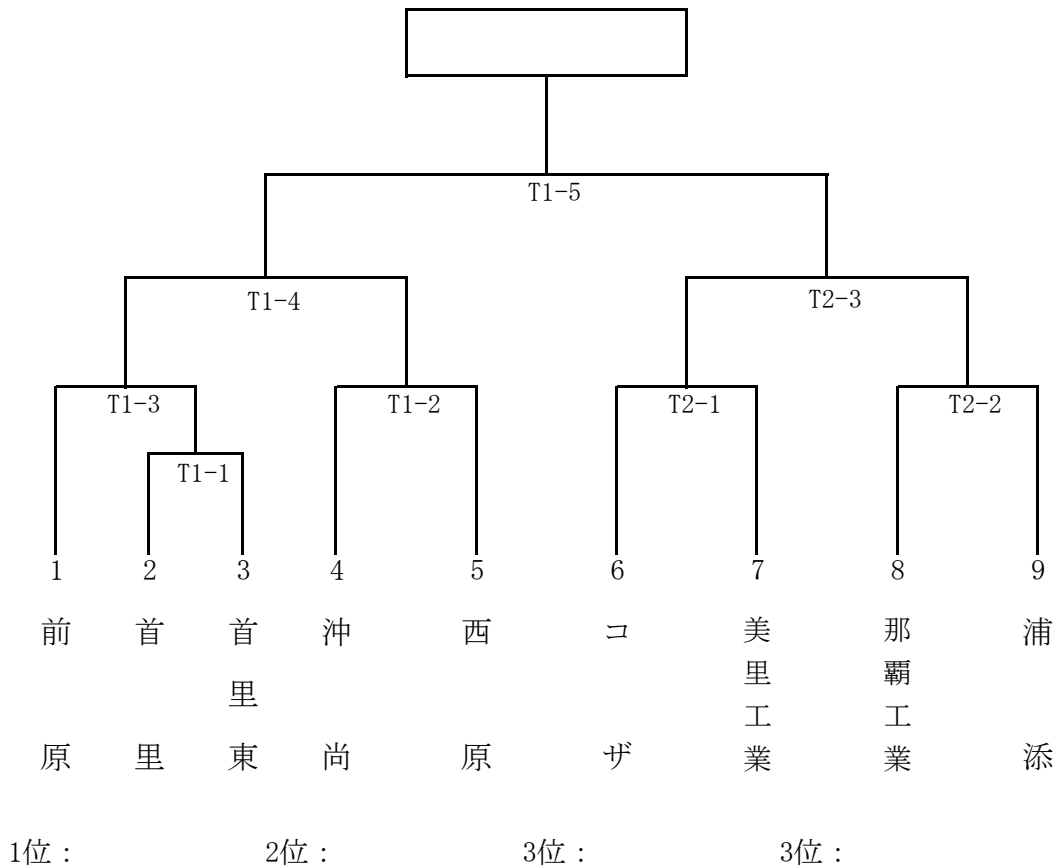 T1-5
T1-4 T2-3
T1-3 T1-2 T2-1 T2-2
T1-1
1 2 3 4 5 6 7 8 9
前原
首里
首里東
沖尚
西原
コザ
美里工業
那覇工業
浦添
1位： 2位： 3位： 3位：